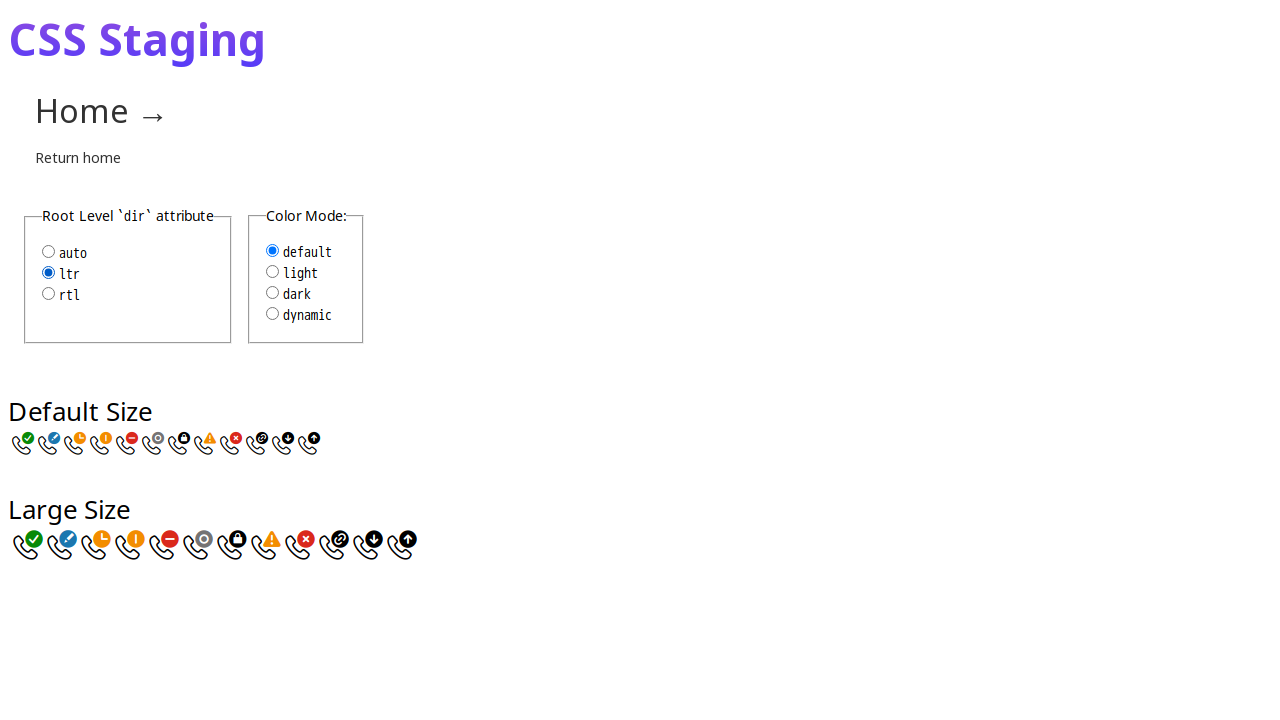 CSS Staging
Home →
Return home
Root Level `dir` attribute
auto
ltr
rtl
Color Mode:
default
light
dark
dynamic
Default Size
Large Size